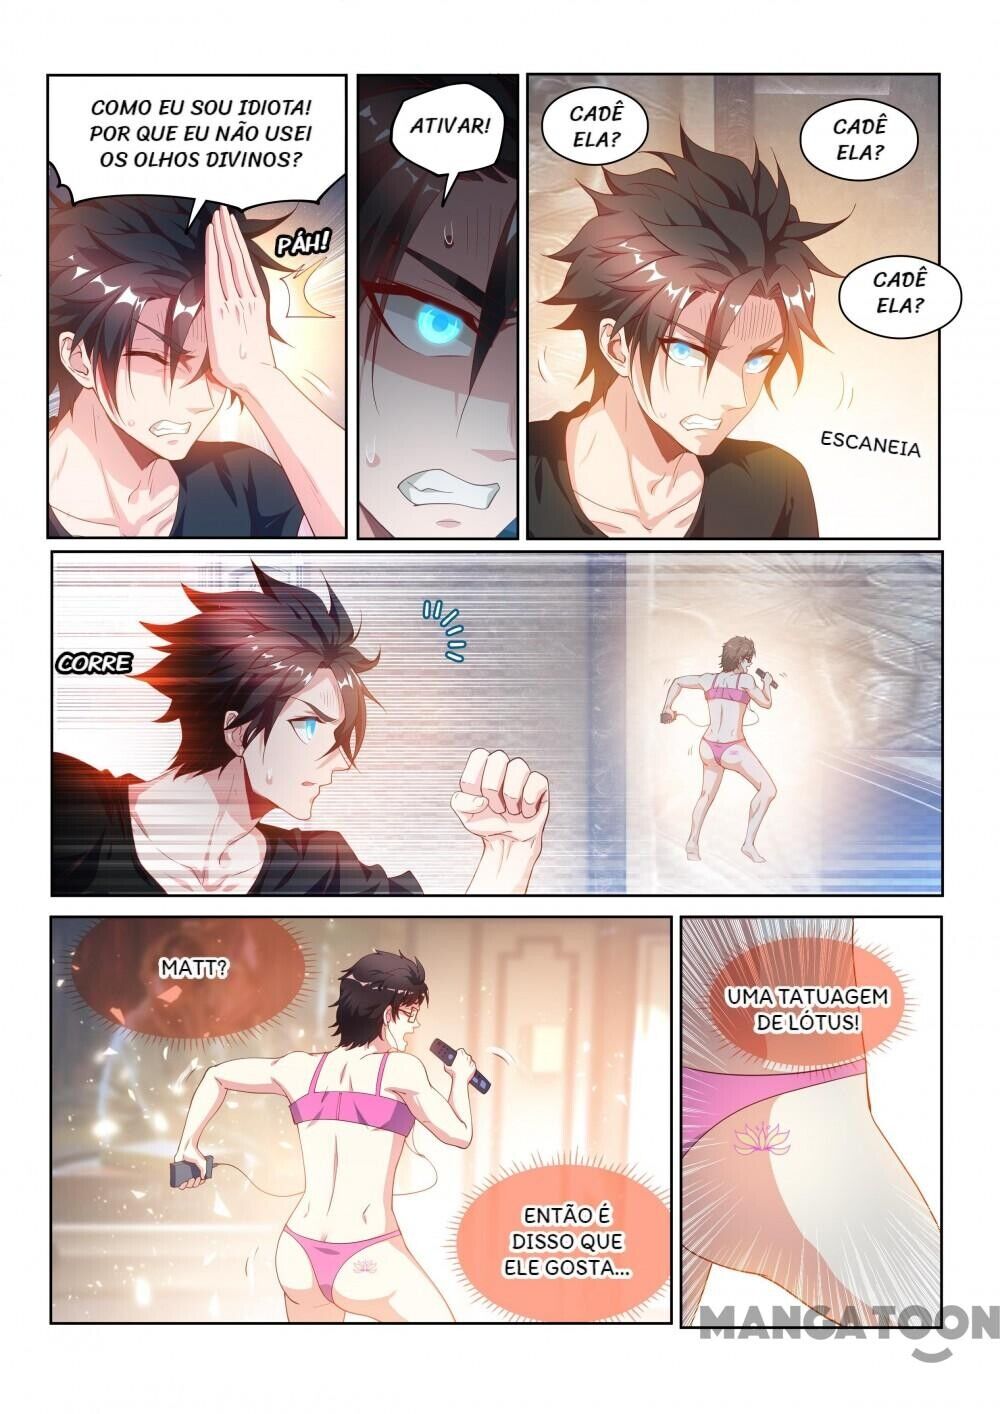 COMO EU SOU IDIOTA!
POR QUE EU NÃO USEI
OS OLHOS DIVINOS?
PÁH!
ATIVAR!
CADÊ
ELA?
CADÊ
ELA?
CADÊ
ELA?
ESCANEIA
CORRE
MATT?
ENTÃO É
DISSO QUE
ELE GOSTA...
UMA TATUAGEM
DE LÓTUS!
MANGATOON